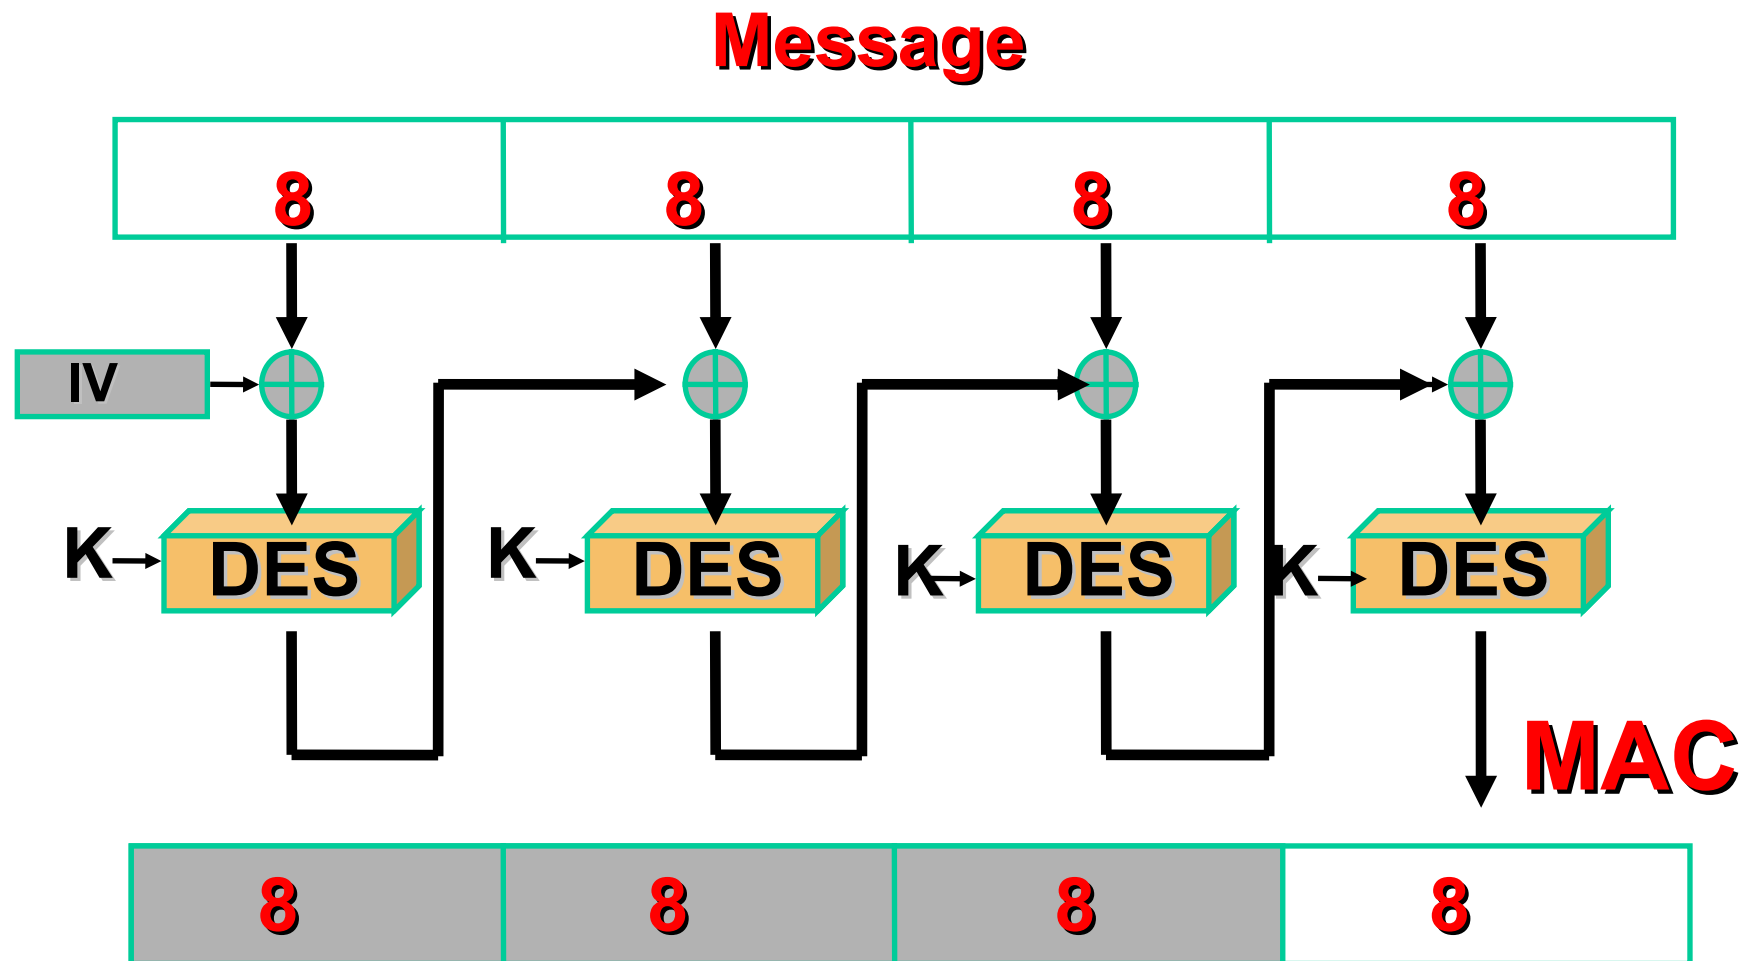 Message
8 8 8 8
IV
K DES K DES K DES K DES
MAC
8 8 8 8